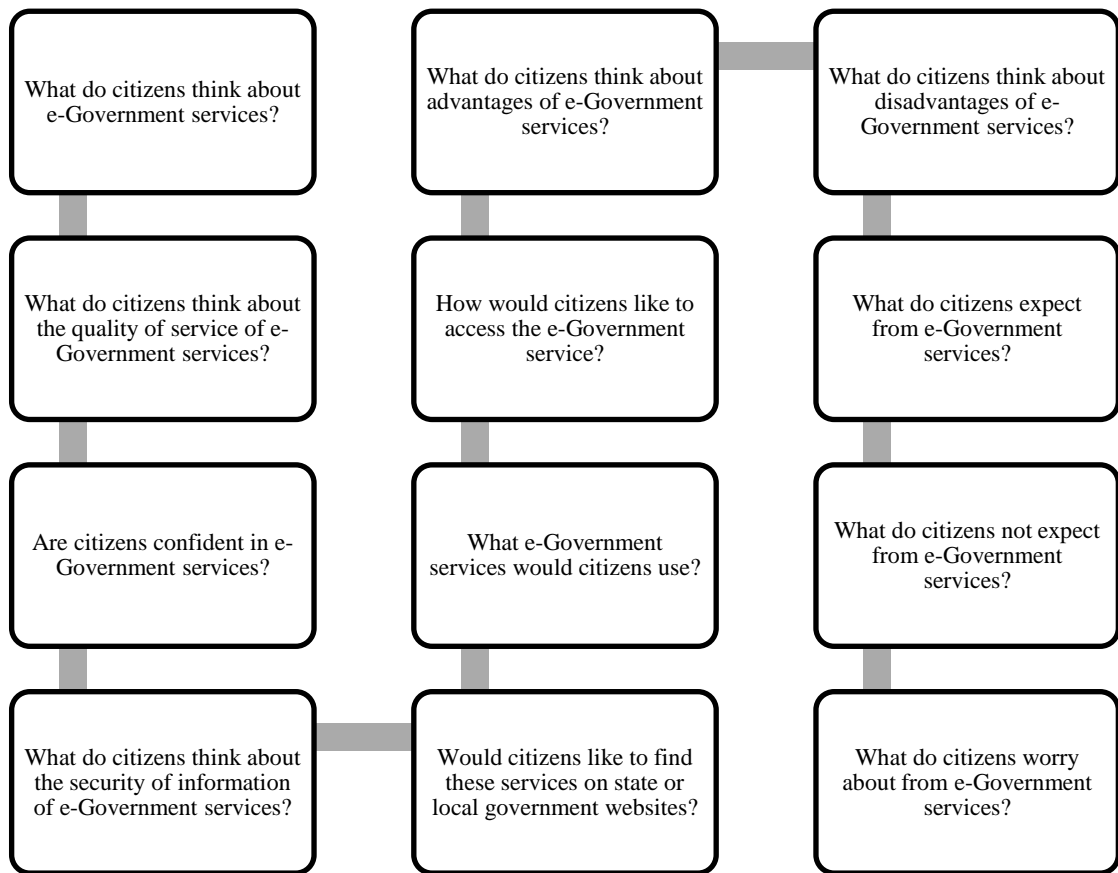 What do citizens think about
e-Government services?
What do citizens think about
the quality of service of e-
Government services?
Are citizens confident in e-
Government services?
What do citizens think about
the security of information
of e-Government services?
Would citizens like to find
these services on state or
local government websites?
What e-Government
services would citizens use?
How would citizens like to
access the e-Government
service?
What do citizens think about
advantages of e-Government
services?
What do citizens think about
disadvantages of e-
Government services?
What do citizens expect
from e-Government
services?
What do citizens not expect
from e-Government
services?
What do citizens worry
about from e-Government
services?